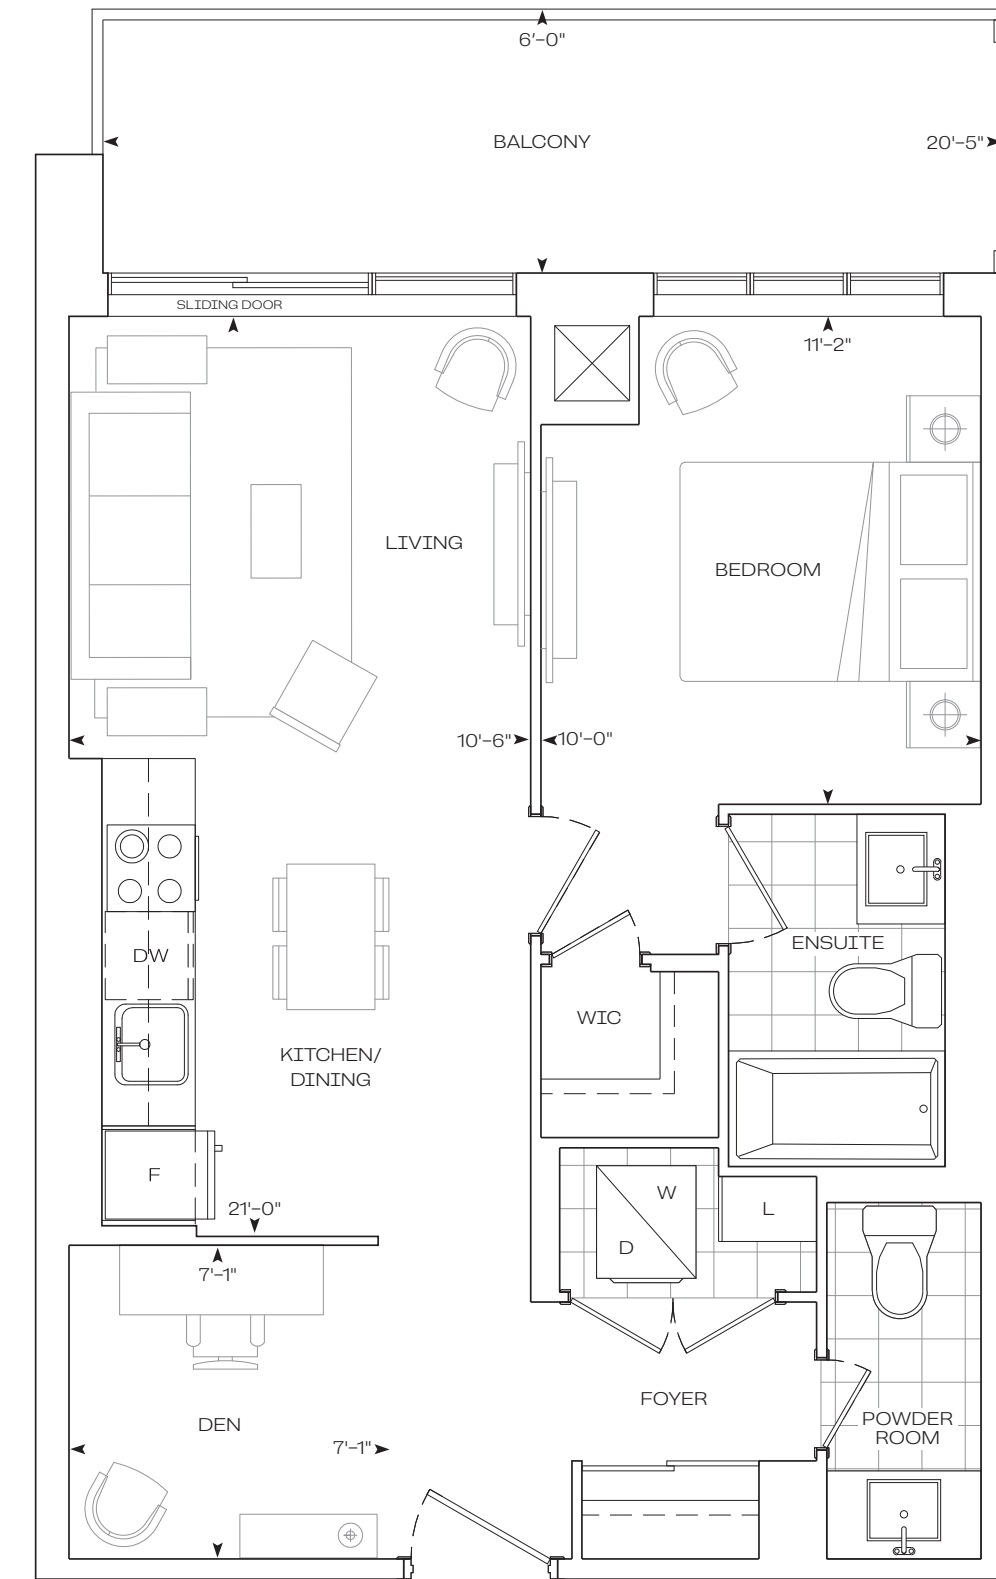 6'-0"
BALCONY
20'-5"
SLIDING DOOR
11'-2"
LIVING
BEDROOM
10'-6"
10'-0"
ENSUITE
DW
WIC
KITCHEN/
DINING
F
W
L
21'-0"
D
7'-1"
FOYER
DEN
POWDER
ROOM
7'-1"